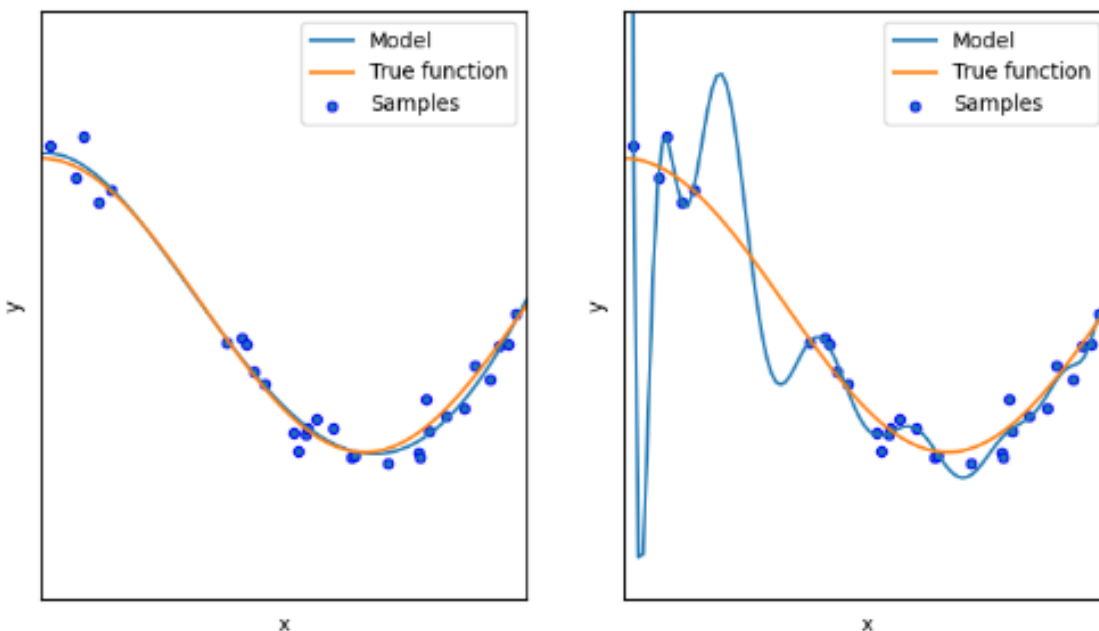 Model
True function
Samples
y
x
Model
True function
Samples
y
x